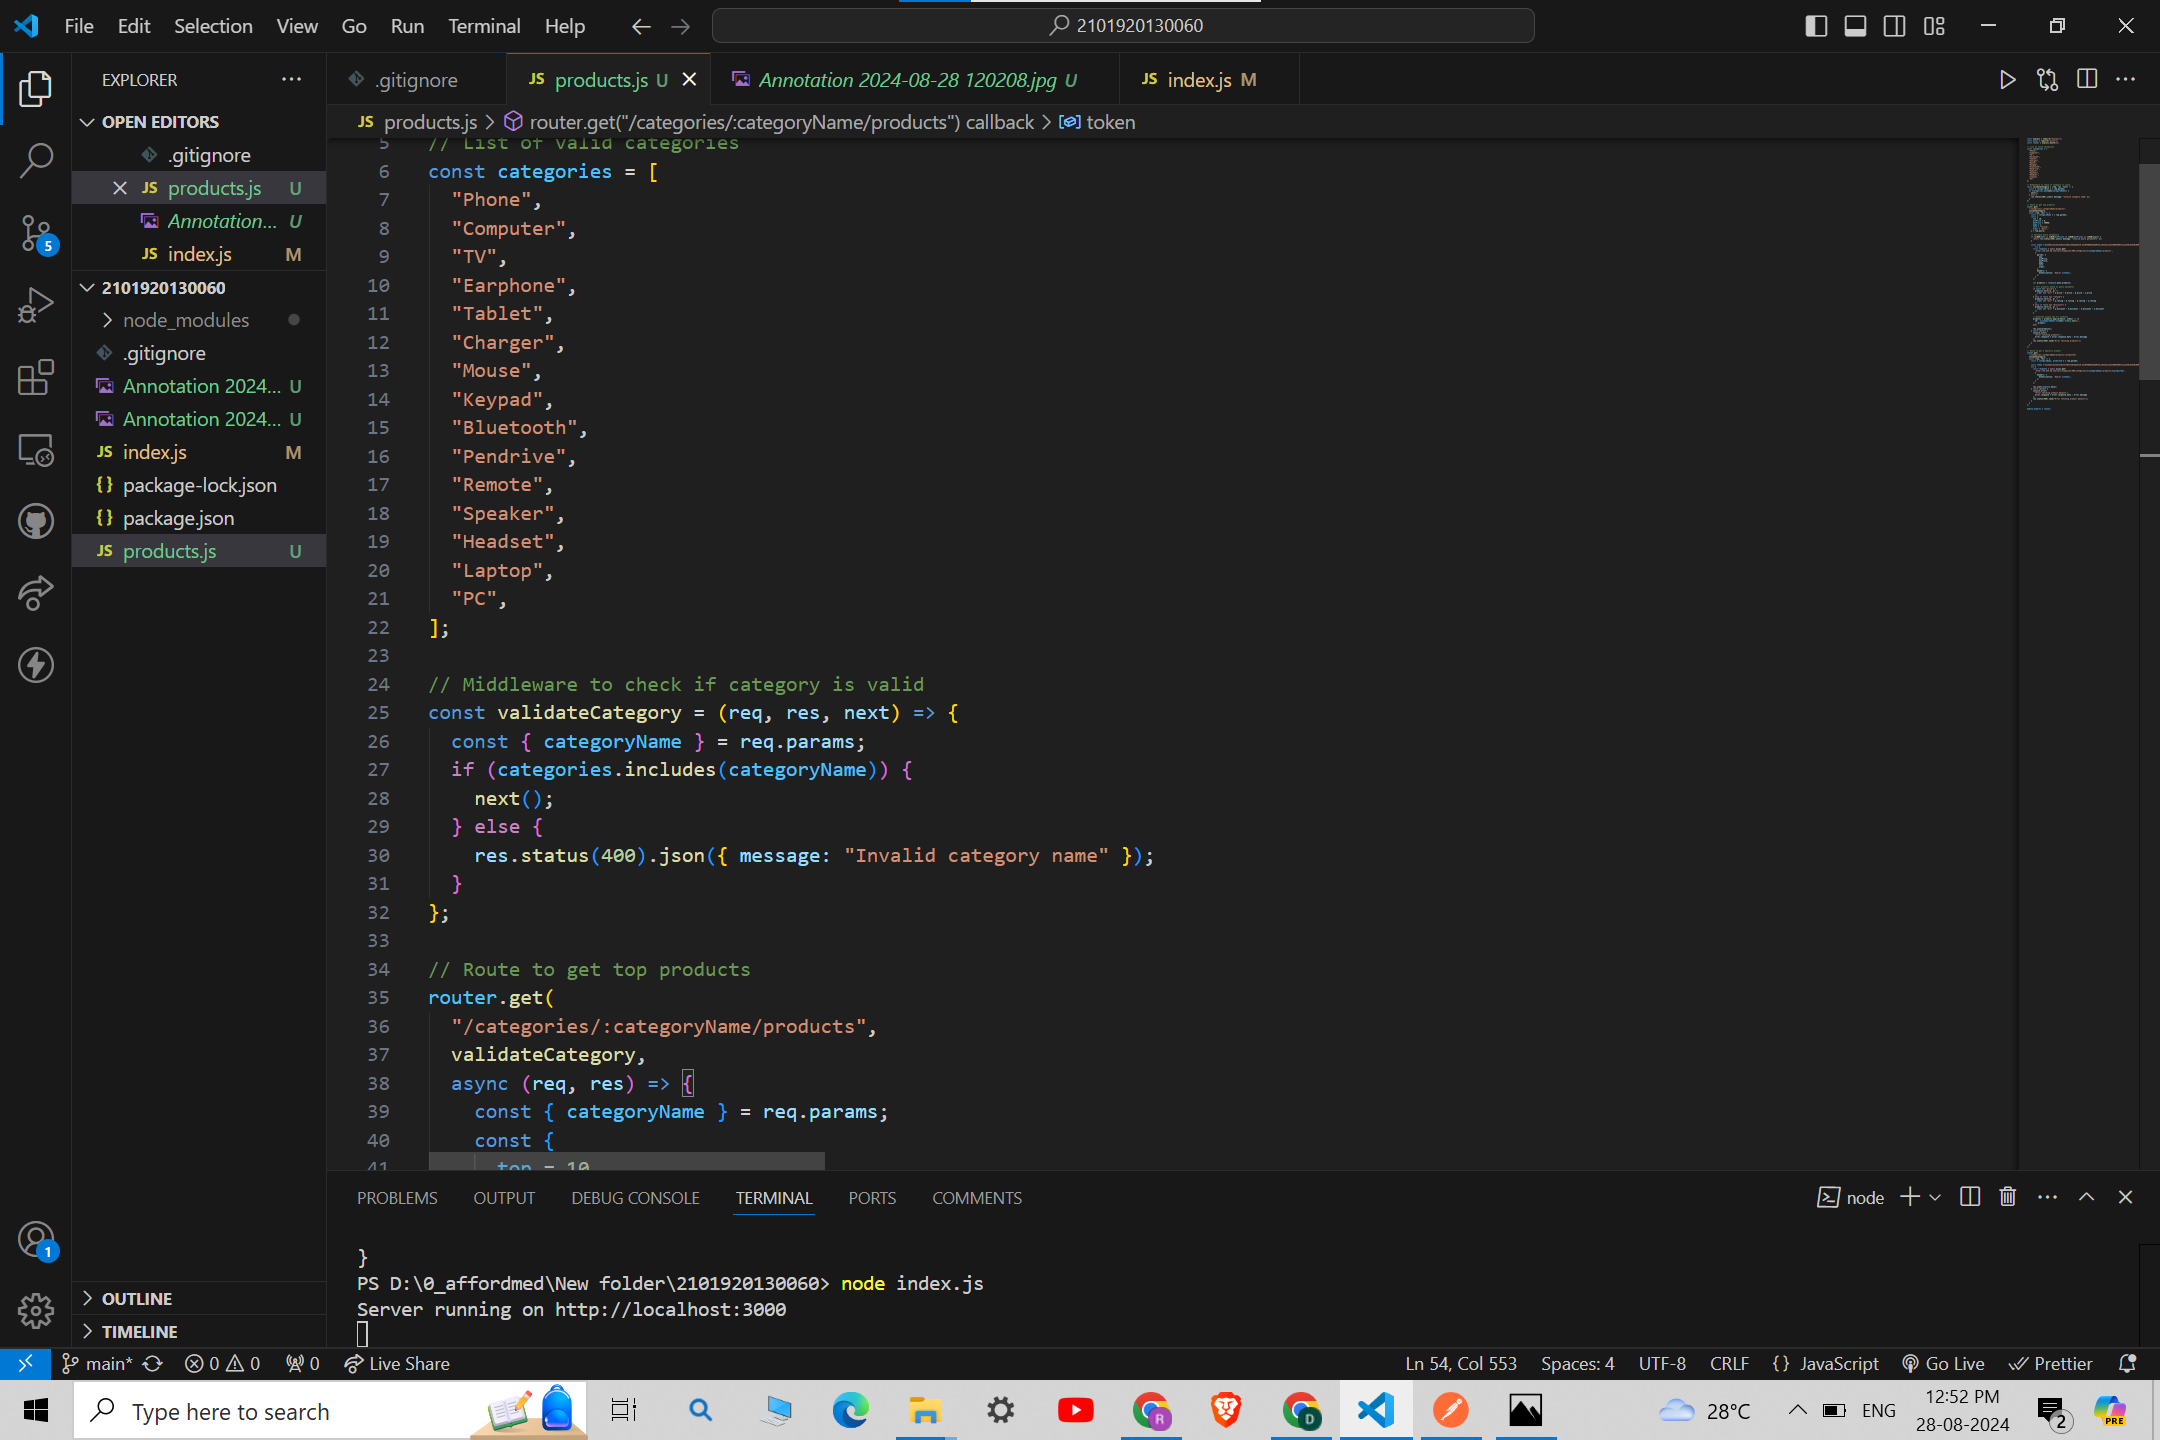 File Edit Selection View Go Run Terminal Help
2101920130060
EXPLORER
OPEN EDITORS
.gitignore
JS products.js U
Annotation... U
JS index.js M
2101920130060
node_modules
.gitignore
Annotation 2024... U
Annotation 2024... U
JS index.js M
{} package-lock.json
{} package.json
JS products.js U
OUTLINE
TIMELINE
5
1
.gitignore
JS products.js U
Annotation 2024-08-28 120208.jpg U
JS index.js M
JS products.js > router.get("/categories/:categoryName/products") callback > token
5 // List of valid categories
6 const categories = [
7 "Phone",
8 "Computer",
9 "TV",
10 "Earphone",
11 "Tablet",
12 "Charger",
13 "Mouse",
14 "Keypad",
15 "Bluetooth",
16 "Pendrive",
17 "Remote",
18 "Speaker",
19 "Headset",
20 "Laptop",
21 "PC",
22 ];
23
24 // Middleware to check if category is valid
25 const validateCategory = (req, res, next) => {
26 const { categoryName } = req.params;
27 if (categories.includes(categoryName)) {
28 next();
29 } else {
30 res.status(400).json({ message: "Invalid category name" });
31 }
32 };
33
34 // Route to get top products
35 router.get(
36 "/categories/:categoryName/products",
37 validateCategory,
38 async (req, res) => {
39 const { categoryName } = req.params;
40 const {
41 top = 10
PROBLEMS OUTPUT DEBUG CONSOLE TERMINAL PORTS COMMENTS
node
}
PS D:\0_affordmed\New folder\2101920130060> node index.js
Server running on http://localhost:3000
main* 0 0 0 Live Share
Ln 54, Col 553 Spaces: 4 UTF-8 CRLF {} JavaScript Go Live Prettier
Type here to search
R
D
28°C
ENG
12:52 PM
28-08-2024
2
PRE